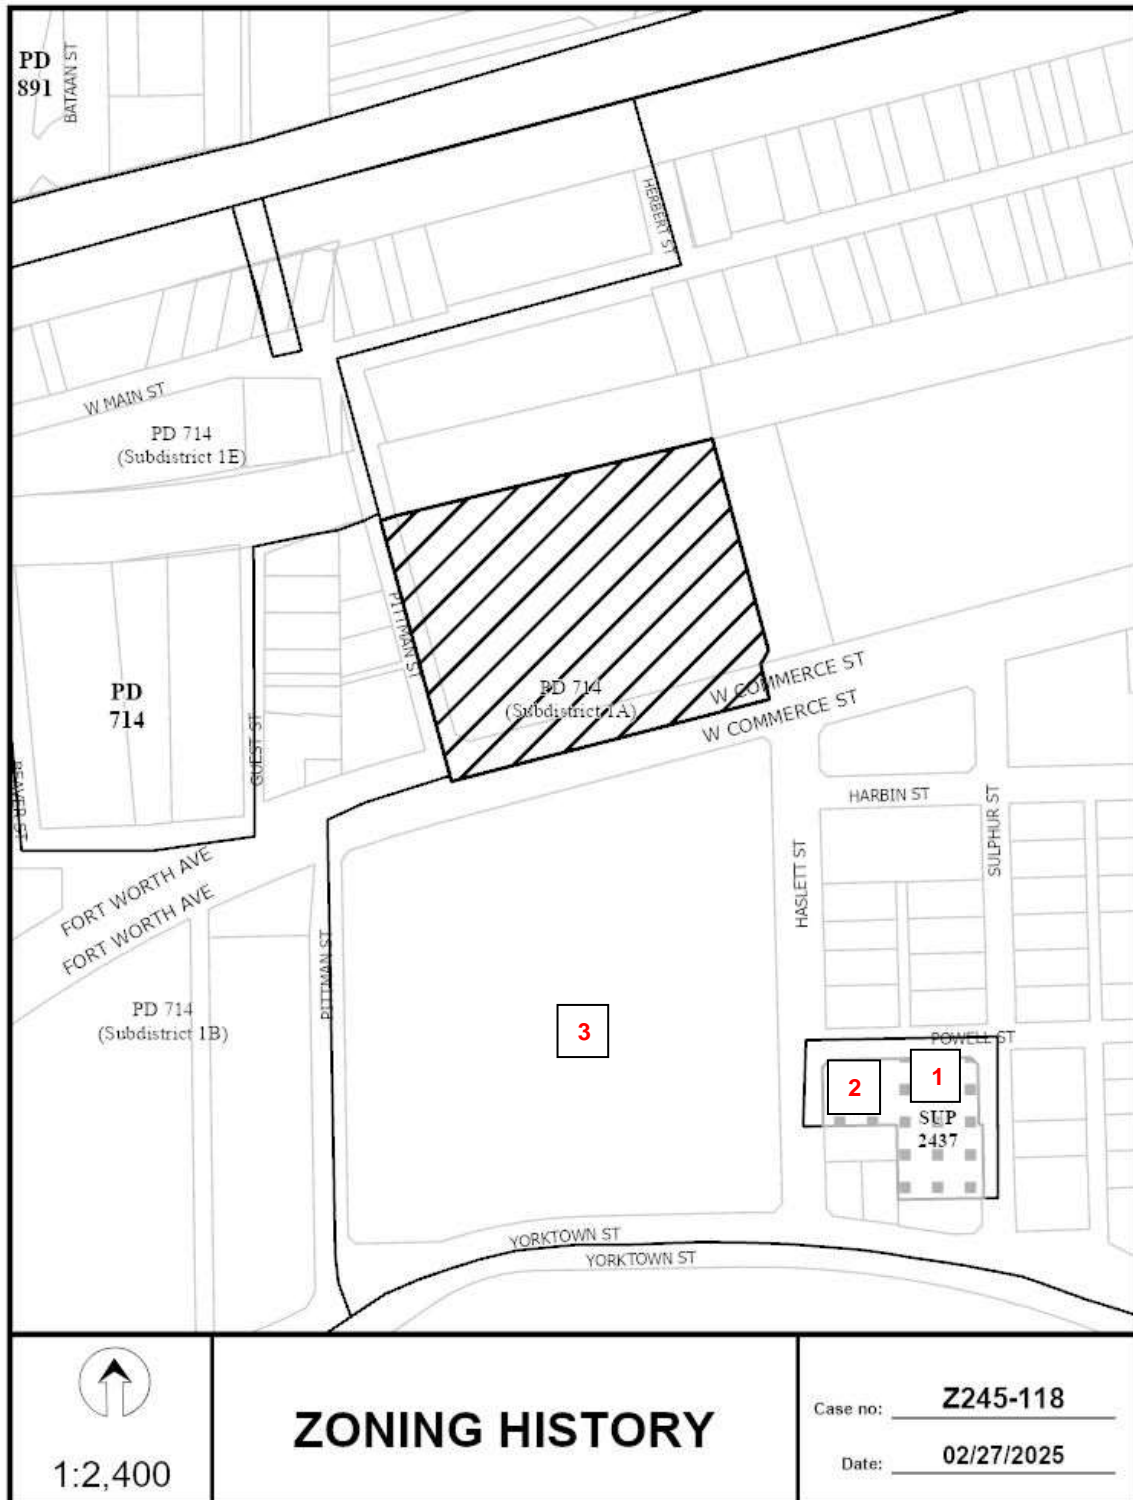 PD
891
BATAAN ST
HERBERT ST
W MAIN ST
PD 714
(Subdistrict 1E)
PITTMAN ST
PD 714
(Subdistrict 1A)
W COMMERCE ST
W COMMERCE ST
PD
714
GUEST ST
BEAVER ST
HARBIN ST
SULPHUR ST
HASLETT ST
FORT WORTH AVE
FORT WORTH AVE
PITTMAN ST
PD 714
(Subdistrict 1B)
3
POWELL ST
2
1
SUP
2437
YORKTOWN ST
YORKTOWN ST
1:2,400
ZONING HISTORY
Case no: Z245-118
Date: 02/27/2025